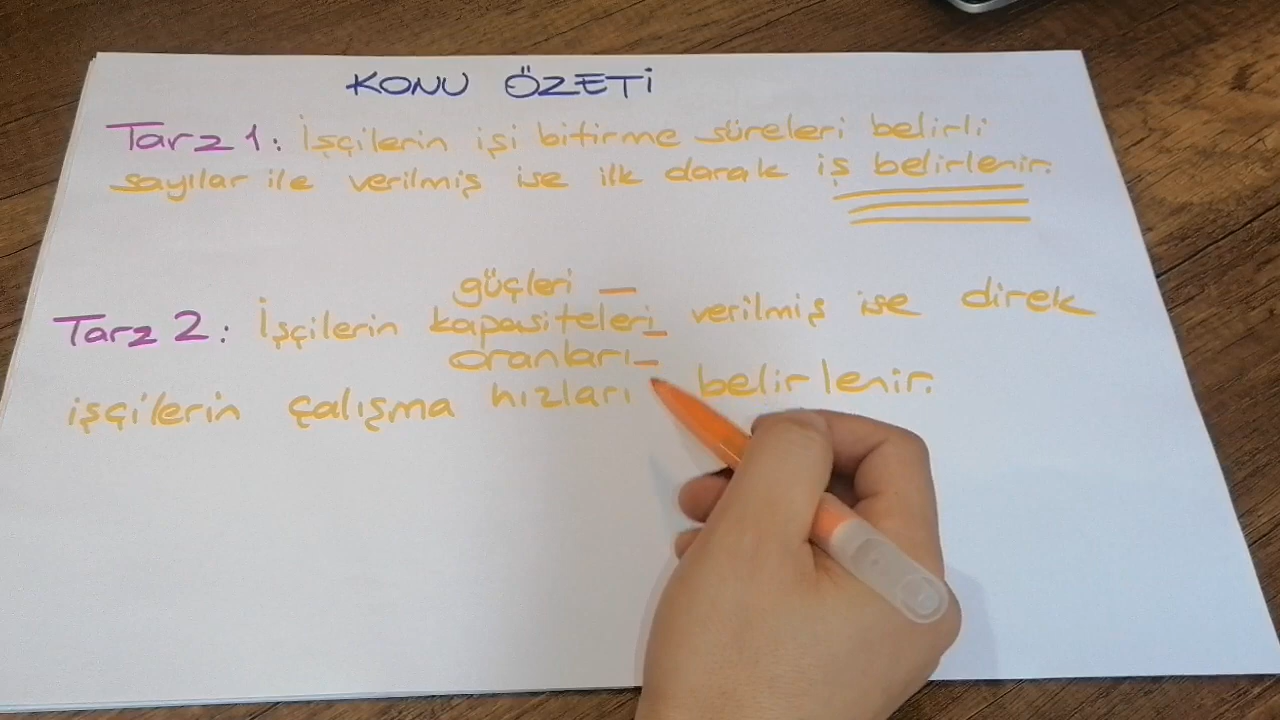 KONU ÖZETİ
Tarz 1: İşçilerin işi bitirme süreleri belirli
sayılar ile verilmiş ise ilk darak iş belirlenir.
güçleri
Tarz 2: İşçilerin kapasiteleri verilmiş ise direk
oranları
işçilerin çalışma hızları belirlenir.